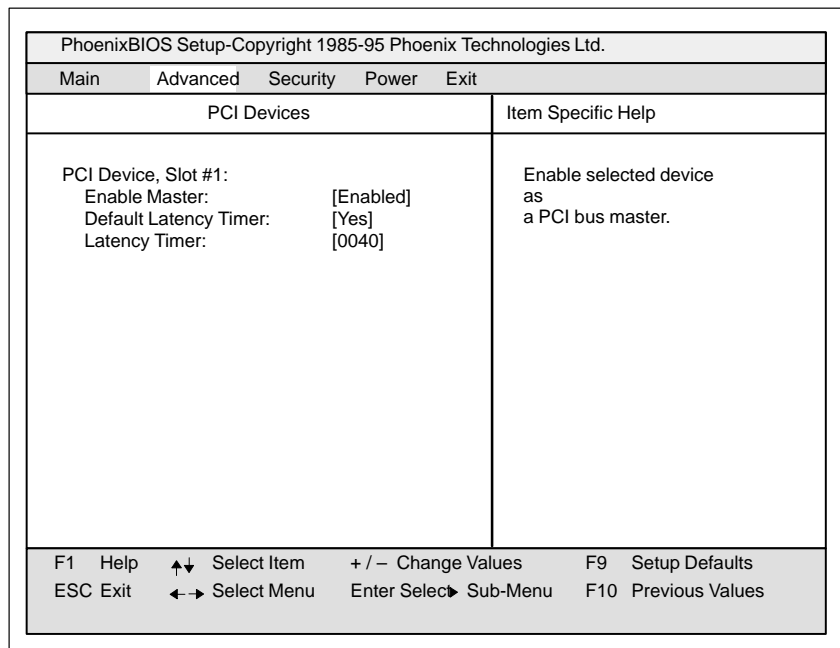 PhoenixBIOS Setup-Copyright 1985-95 Phoenix Technologies Ltd.
Main Advanced Security Power Exit
PCI Devices
Item Specific Help
PCI Device, Slot #1:
Enable Master: [Enabled]
Default Latency Timer: [Yes]
Latency Timer: [0040]
Enable selected device
as
a PCI bus master.
F1 Help Select Item + / – Change Values F9 Setup Defaults
ESC Exit Select Menu Enter Select Sub-Menu F10 Previous Values